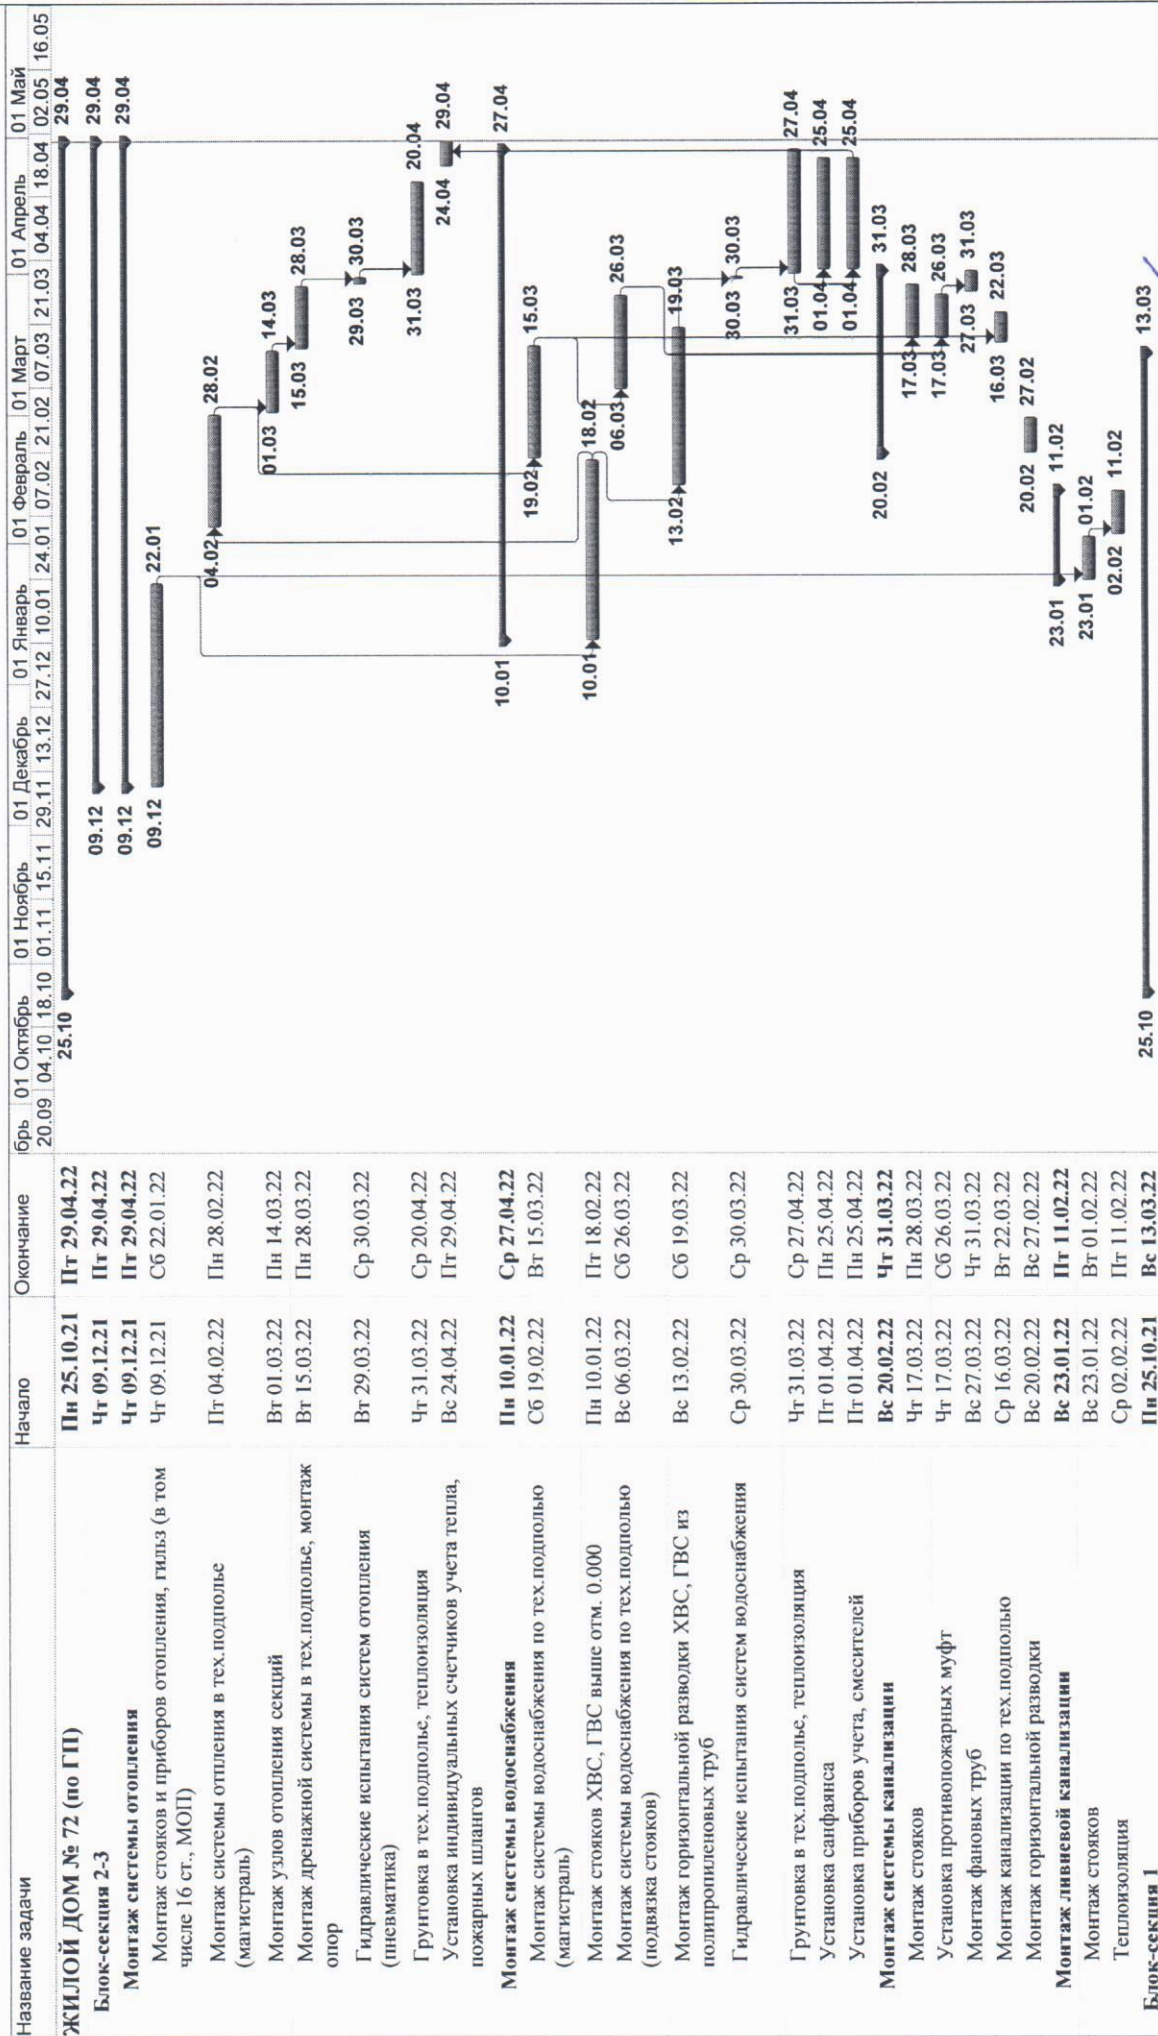 Название задачи Начало Окончание брь 01 Октябрь 01 Ноябрь 01 Декабрь 01 Январь 01 Февраль 01 Март 01 Апрель 01 Май
20.09 04.10 18.10 01.11 15.11 29.11 13.12 27.12 10.01 24.01 07.02 21.02 07.03 21.03 04.04 18.04 02.05 16.05
ЖИЛОЙ ДОМ № 72 (по ГП) Пн 25.10.21 Пт 29.04.22 25.10 29.04
Блок-секция 2-3 Чт 09.12.21 Пт 29.04.22 09.12 29.04
Монтаж системы отопления Чт 09.12.21 Пт 29.04.22 09.12 29.04
Монтаж стояков и приборов отопления, гильз (в том Чт 09.12.21 Сб 22.01.22 09.12 22.01
числе 16 ст., МОП)
Монтаж системы отпления в тех.подполье Пт 04.02.22 Пн 28.02.22 04.02 28.02
(магистраль)
Монтаж узлов отопления секций Вт 01.03.22 Пн 14.03.22 01.03 14.03
Монтаж дренажной системы в тех.подполье, монтаж Вт 15.03.22 Пн 28.03.22 15.03 28.03
опор
Гидравлические испытания систем отопления Вт 29.03.22 Ср 30.03.22 29.03 30.03
(пневматика)
Грунтовка в тех.подполье, теплоизоляция Чт 31.03.22 Ср 20.04.22 31.03 20.04
Установка индивидуальных счетчиков учета тепла, Вс 24.04.22 Пт 29.04.22 24.04 29.04
пожарных шлангов
Монтаж системы водоснабжения Пн 10.01.22 Ср 27.04.22 10.01 27.04
Монтаж системы водоснабжения по тех.подполью Сб 19.02.22 Вт 15.03.22 19.02 15.03
(магистраль)
Монтаж стояков ХВС, ГВС выше отм. 0.000 Пн 10.01.22 Пт 18.02.22 10.01 18.02
Монтаж системы водоснабжения по тех.подполью Вс 06.03.22 Сб 26.03.22 06.03 26.03
(подвязка стояков)
Монтаж горизонтальной разводки ХВС, ГВС из Вс 13.02.22 Сб 19.03.22 13.02 19.03
полипропиленовых труб
Гидравлические испытания систем водоснабжения Ср 30.03.22 Ср 30.03.22 30.03 30.03
Грунтовка в тех.подполье, теплоизоляция Чт 31.03.22 Ср 27.04.22 31.03 27.04
Установка санфаянса Пт 01.04.22 Пн 25.04.22 01.04 25.04
Установка приборов учета, смесителей Пт 01.04.22 Пн 25.04.22 01.04 25.04
Монтаж системы канализации Вс 20.02.22 Чт 31.03.22 20.02 31.03
Монтаж стояков Чт 17.03.22 Пн 28.03.22 17.03 28.03
Установка противопожарных муфт Чт 17.03.22 Сб 26.03.22 17.03 26.03
Монтаж фановых труб Вс 27.03.22 Чт 31.03.22 27.03 31.03
Монтаж канализации по тех.подполью Ср 16.03.22 Вт 22.03.22 16.03 22.03
Монтаж горизонтальной разводки Вс 20.02.22 Вс 27.02.22 20.02 27.02
Монтаж ливневой канализации Вс 23.01.22 Пт 11.02.22 23.01 11.02
Монтаж стояков Вс 23.01.22 Вт 01.02.22 23.01 01.02
Теплоизоляция Ср 02.02.22 Пт 11.02.22 02.02 11.02
Блок-секция 1 Пн 25.10.21 Вс 13.03.22 25.10 13.03